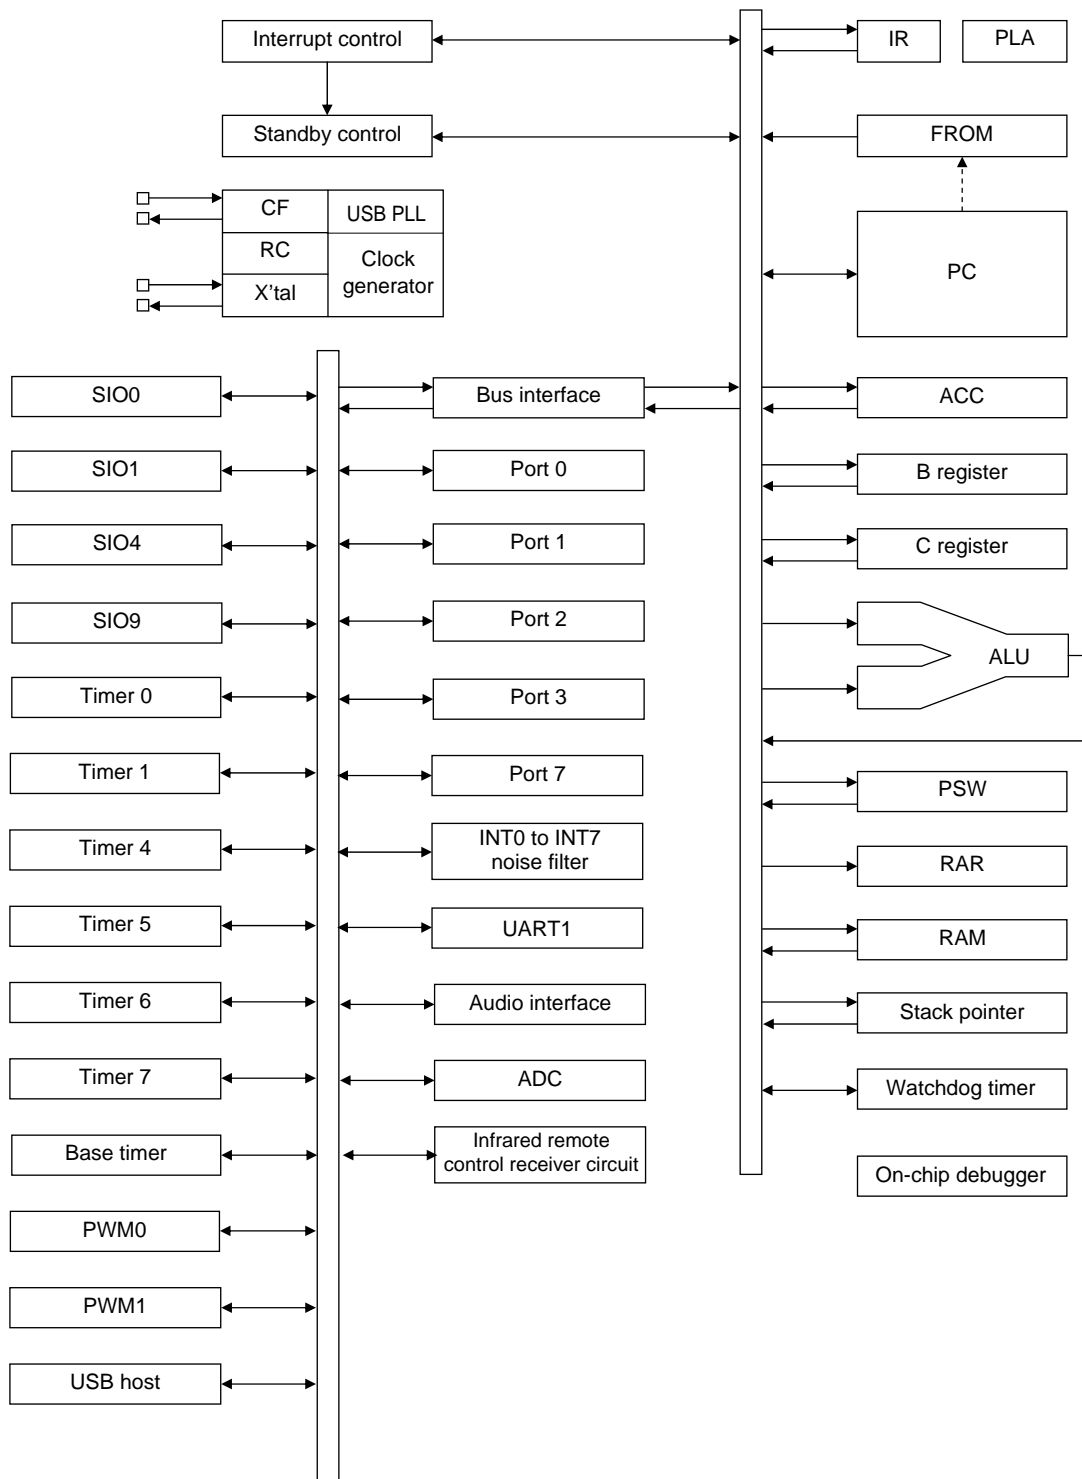 Interrupt control
IR
PLA
Standby control
FROM
CF
USB PLL
RC
Clock
generator
X'tal
PC
SIO0
Bus interface
ACC
SIO1
Port 0
B register
SIO4
Port 1
C register
SIO9
Port 2
ALU
Timer 0
Port 3
Timer 1
Port 7
PSW
Timer 4
INT0 to INT7
noise filter
RAR
Timer 5
UART1
RAM
Timer 6
Audio interface
Stack pointer
Timer 7
ADC
Watchdog timer
Base timer
Infrared remote
control receiver circuit
On-chip debugger
PWM0
PWM1
USB host